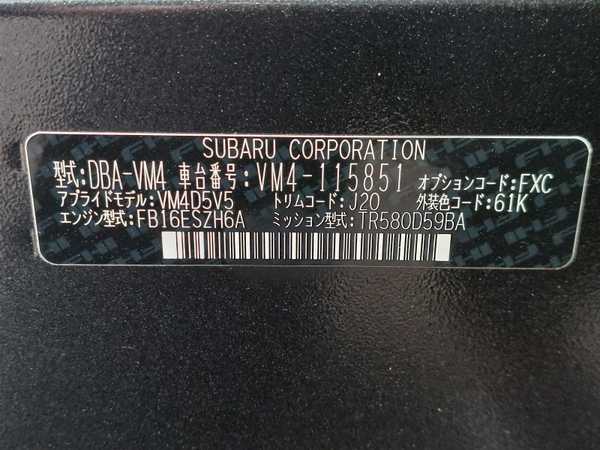 SUBARU CORPORATION
型式:DBA-VM4 車台番号:VM4-115851 オプションコード:FXC
アプライドモデル:VM4D5V5 トリムコード:J20 外装色コード:61K
エンジン型式:FB16ESZH6A ミッション型式:TR580D59BA